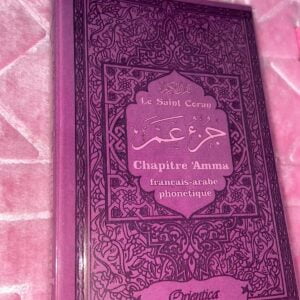 Le Saint Coran
جزء عم
Chapitre 'Amma
français-arabe
phonétique
Orientica